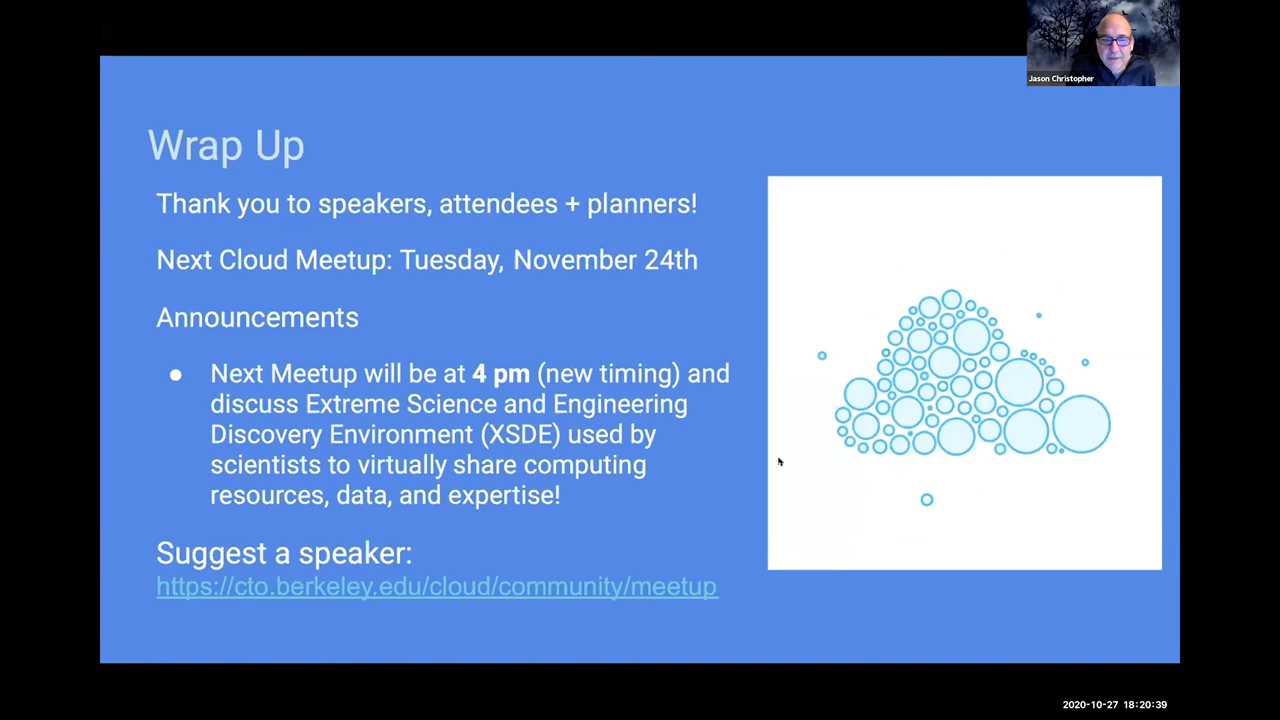 Jason Christopher
Wrap Up
Thank you to speakers, attendees + planners!
Next Cloud Meetup: Tuesday, November 24th
Announcements
● Next Meetup will be at 4 pm (new timing) and
discuss Extreme Science and Engineering
Discovery Environment (XSDE) used by
scientists to virtually share computing
resources, data, and expertise!
Suggest a speaker:
https://cto.berkeley.edu/cloud/community/meetup
2020-10-27 18:20:39